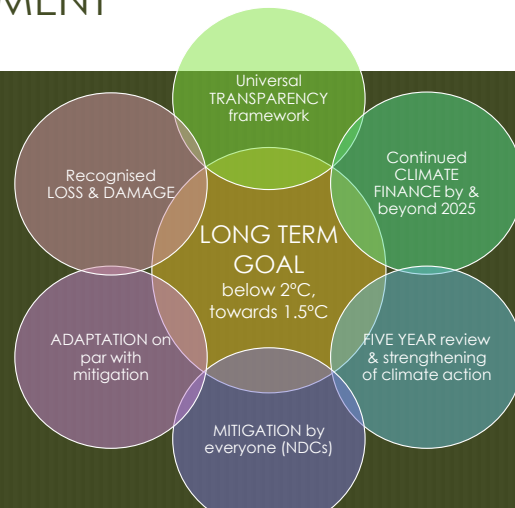 MENT
Universal
TRANSPARENCY
framework
Continued
CLIMATE
FINANCE by &
beyond 2025
Recognised
LOSS & DAMAGE
LONG TERM
GOAL
below 2°C,
towards 1.5°C
ADAPTATION on
par with
mitigation
FIVE YEAR review
& strengthening
of climate action
MITIGATION by
everyone (NDCs)